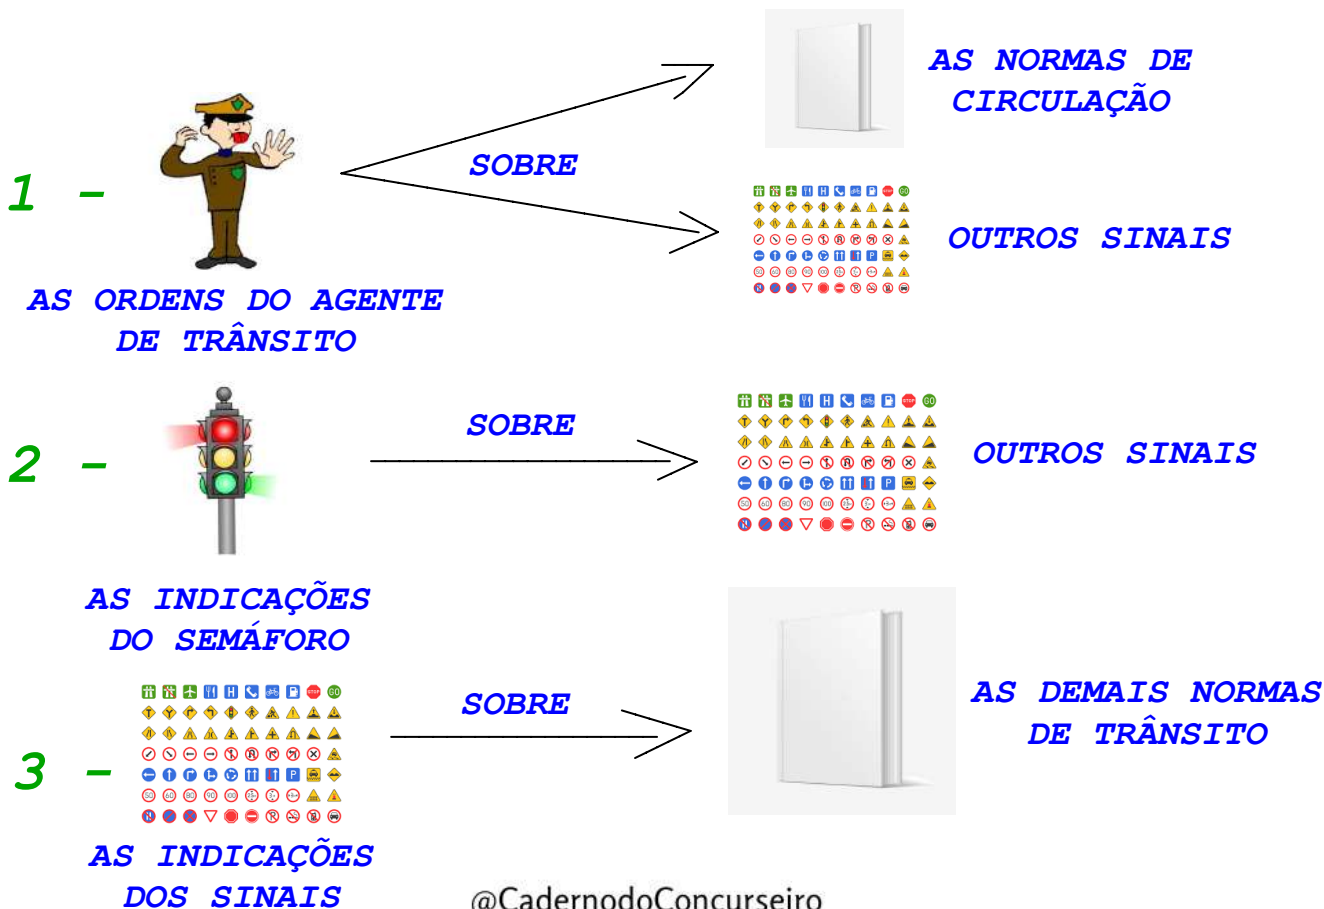 AS NORMAS DE
CIRCULAÇÃO
SOBRE
1 -
OUTROS SINAIS
AS ORDENS DO AGENTE
DE TRÂNSITO
SOBRE
2 -
OUTROS SINAIS
AS INDICAÇÕES
DO SEMÁFORO
SOBRE
AS DEMAIS NORMAS
DE TRÂNSITO
3 -
AS INDICAÇÕES
DOS SINAIS
@CadernodoConcurseiro